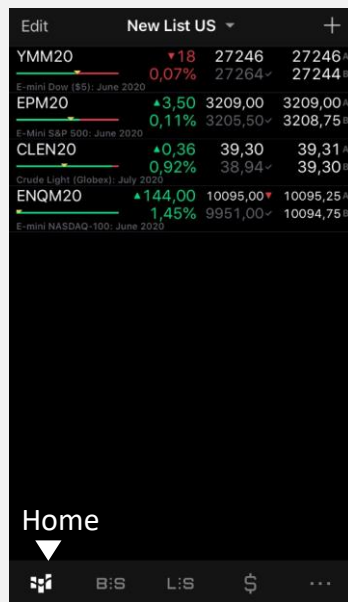 Edit New List US +
YMM20 ▼18 27246 27246 A
0,07% 27264✓ 27244 B
E-mini Dow ($5): June 2020
EPM20 ▲3,50 3209,00 3209,00 A
0,11% 3205,50✓ 3208,75 B
E-Mini S&P 500: June 2020
CLEN20 ▲0,36 39,30 39,31 A
0,92% 38,94✓ 39,30 B
Crude Light (Globex): July 2020
ENQM20 ▲144,00 10095,00▼ 10095,25 A
1,45% 9951,00✓ 10094,75 B
E-mini NASDAQ-100: June 2020
Home
B:S L:S $ ...